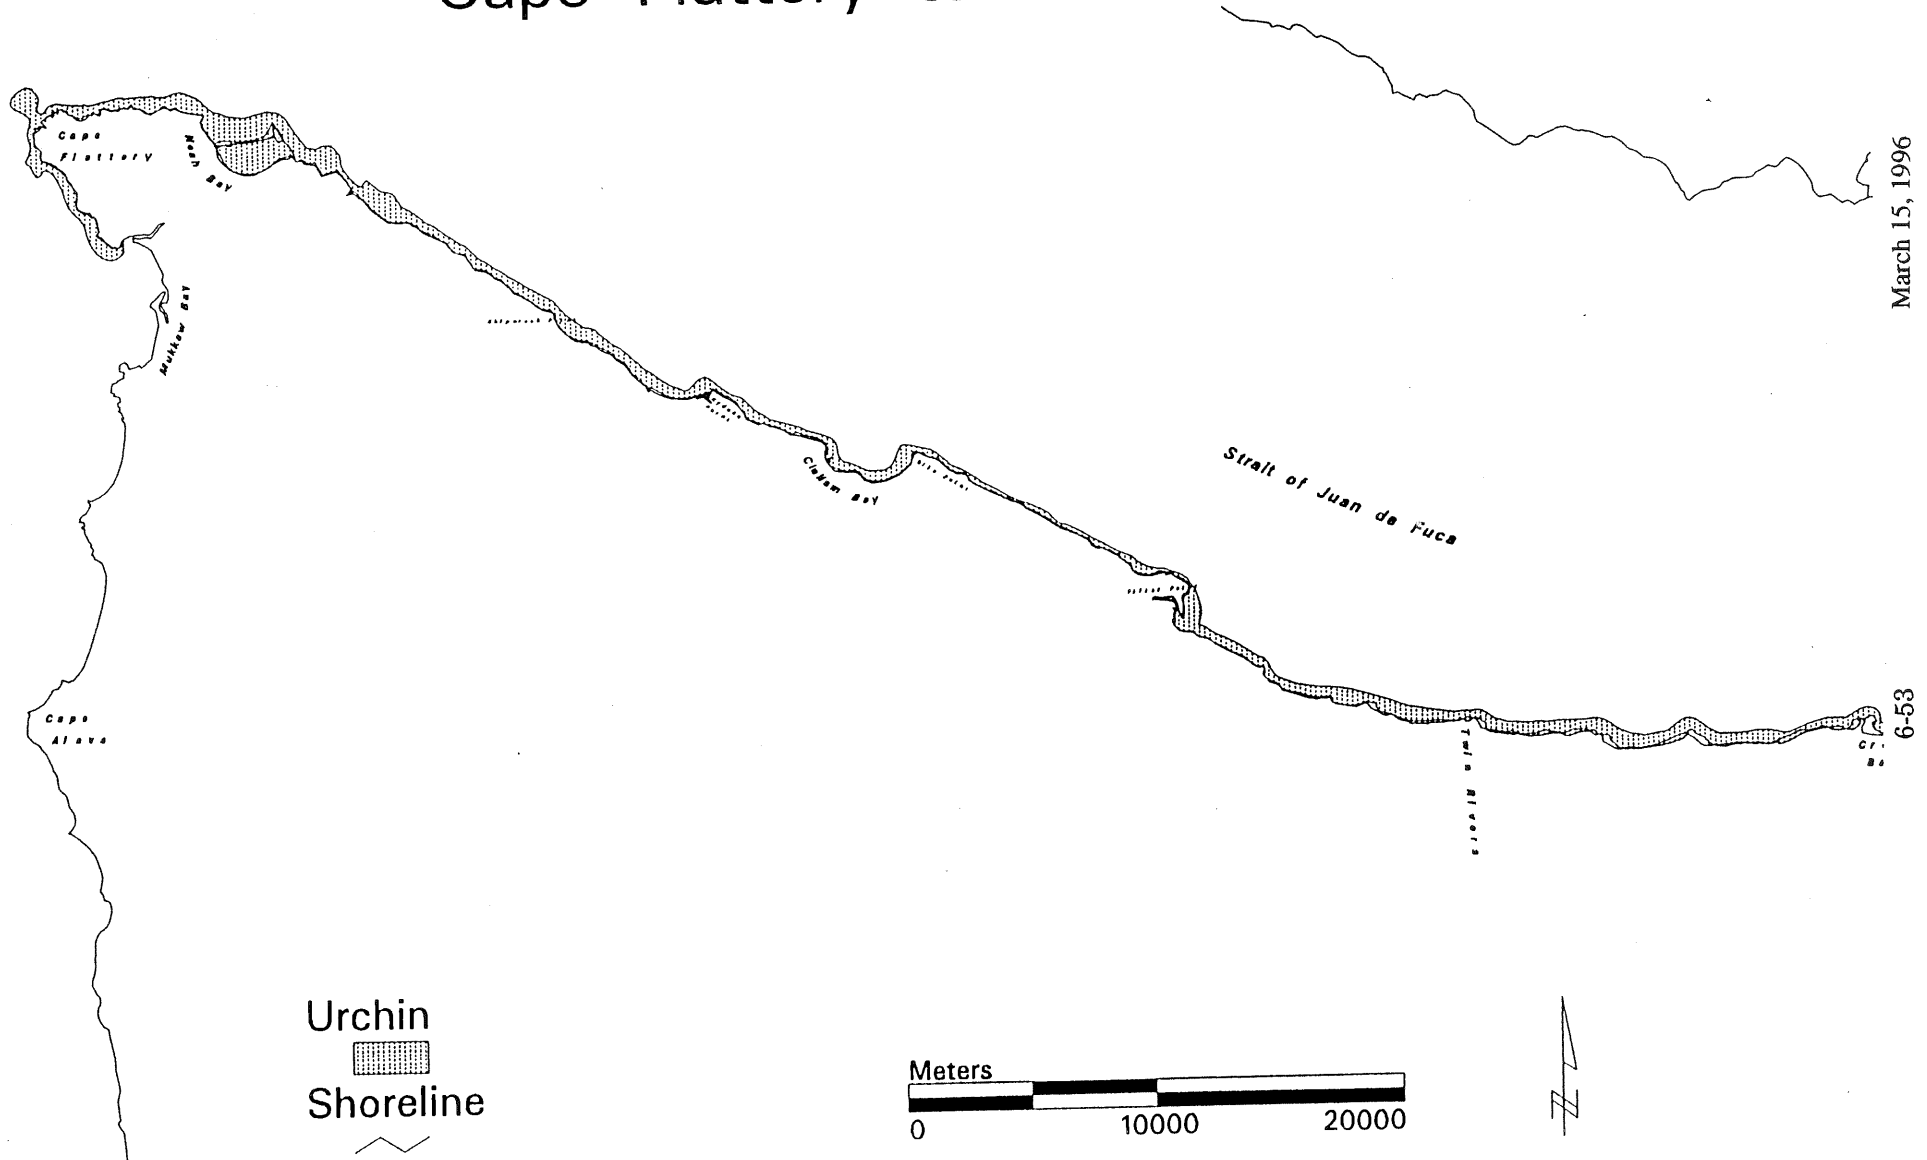 Cape Flattery
March 15, 1996
Cape
Flattery
Neah Bay
Mukkaw Bay
Clallam Bay
Strait of Juan de Fuca
Cape
Alava
Twin Rivers
6-53
Urchin
Shoreline
Meters
0 10000 20000
N